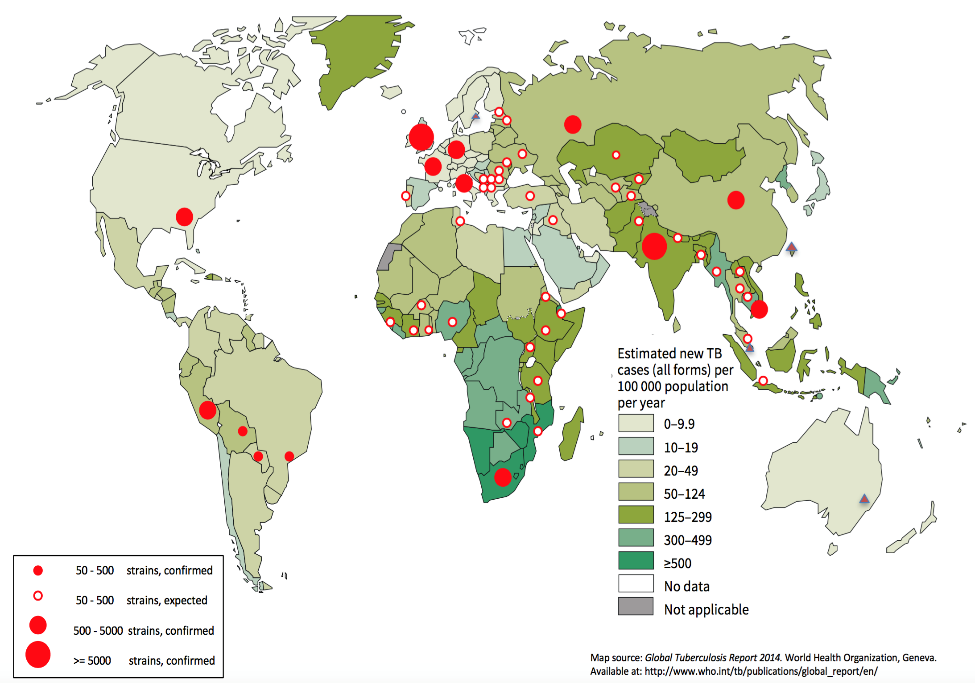 Estimated new TB
cases (all forms) per
100 000 population
per year
0–9.9
10–19
20–49
50–124
125–299
300–499
≥500
No data
Not applicable
50 - 500 strains, confirmed
50 - 500 strains, expected
500 - 5000 strains, confirmed
>= 5000 strains, confirmed
Map source: Global Tuberculosis Report 2014. World Health Organization, Geneva.
Available at: http://www.who.int/tb/publications/global_report/en/